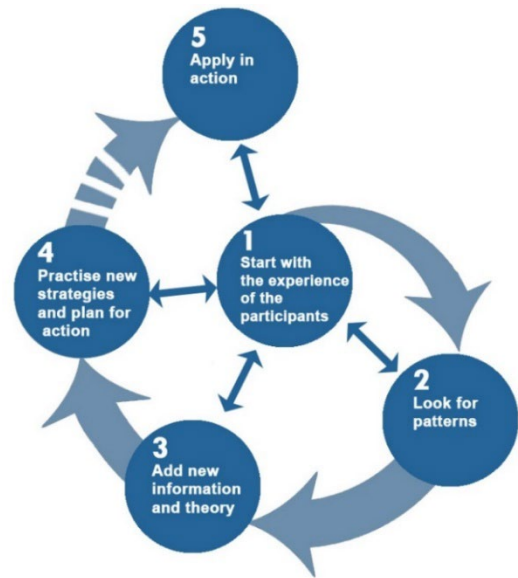 5
Apply in
action
1
Start with
the experience
of the
participants
2
Look for
patterns
3
Add new
information
and theory
4
Practise new
strategies
and plan for
action